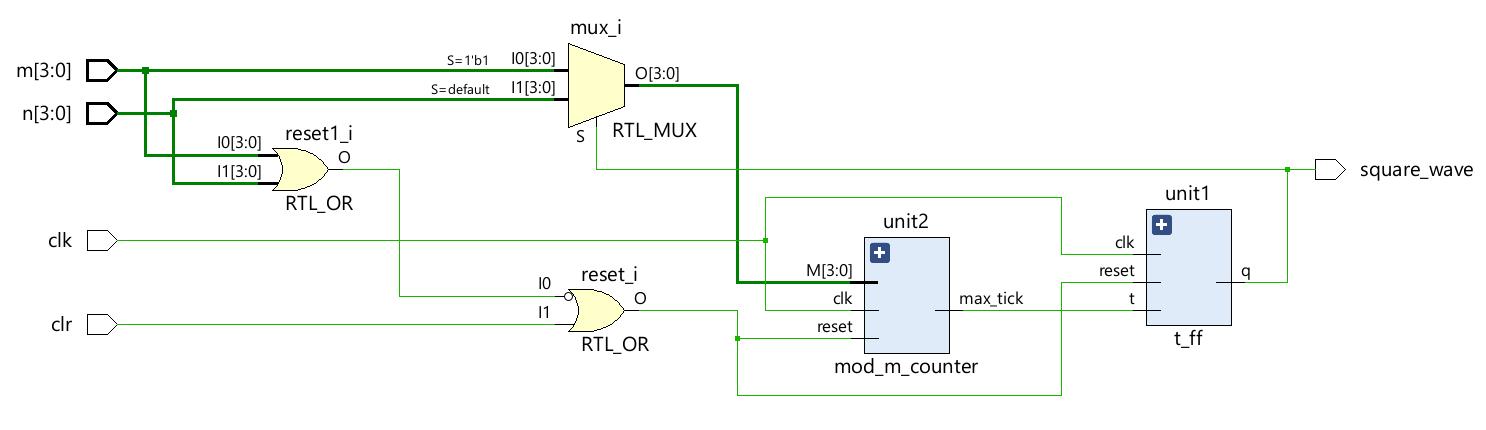 mux_i
m[3:0]
S=1'b1
I0[3:0]
O[3:0]
n[3:0]
S=default
I1[3:0]
S
RTL_MUX
reset1_i
I0[3:0]
O
I1[3:0]
RTL_OR
square_wave
unit1
clk
reset
t
q
t_ff
clk
unit2
M[3:0]
clk
reset
max_tick
mod_m_counter
reset_i
I0
O
I1
RTL_OR
clr